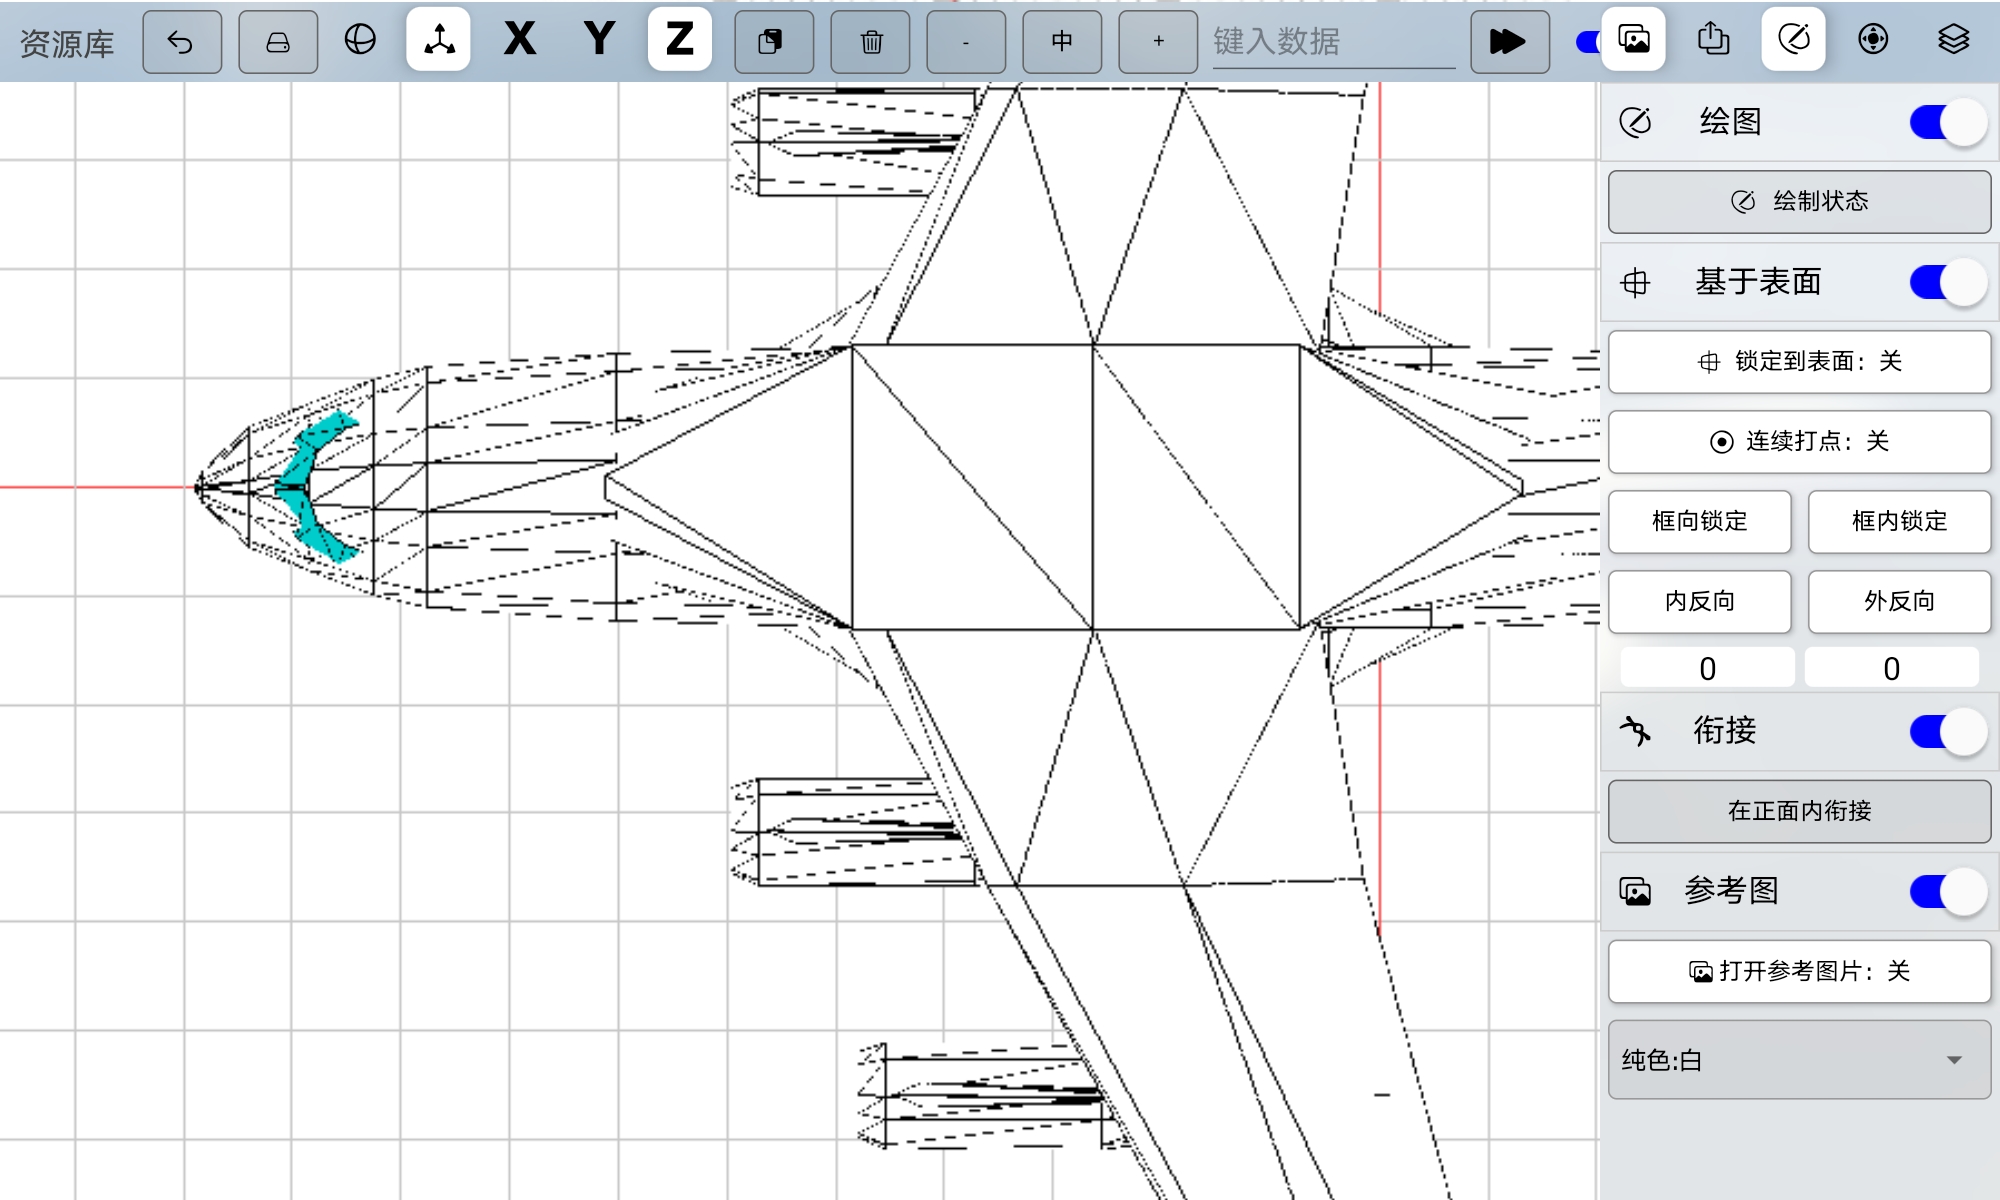 资源库
X Y Z
- 中 +
键入数据
绘图
绘制状态
基于表面
锁定到表面：关
连续打点：关
框向锁定 框内锁定
内反向 外反向
0 0
衔接
在正面内衔接
参考图
打开参考图片：关
纯色:白